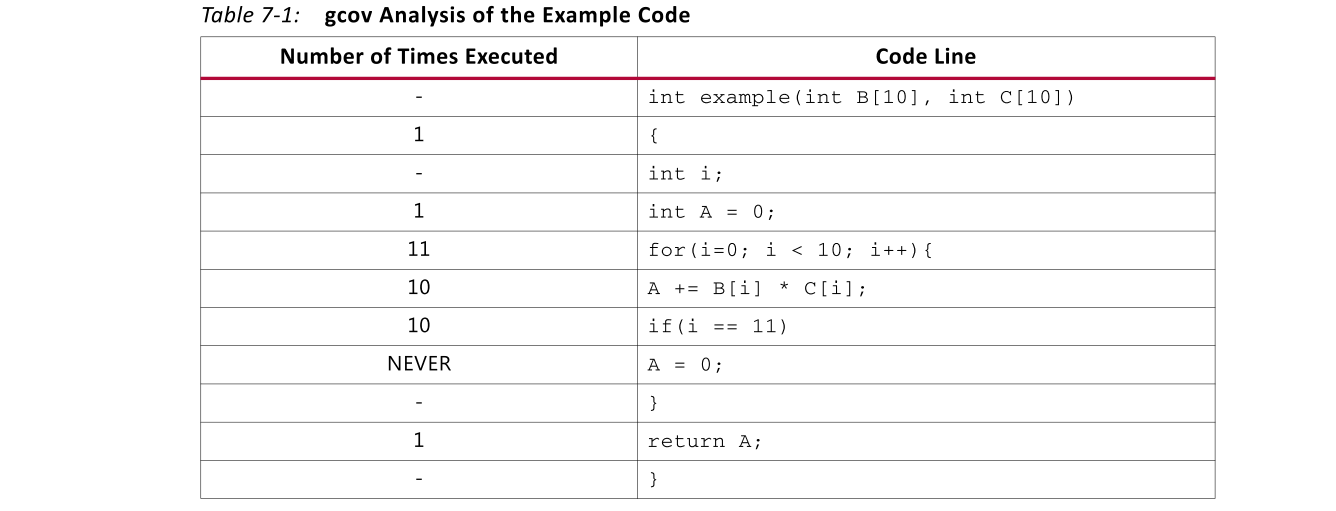 Table 7-1: gcov Analysis of the Example Code
Number of Times Executed Code Line
- int example(int B[10], int C[10])
1 {
- int i;
1 int A = 0;
11 for(i=0; i < 10; i++){
10 A += B[i] * C[i];
10 if(i == 11)
NEVER A = 0;
- }
1 return A;
- }